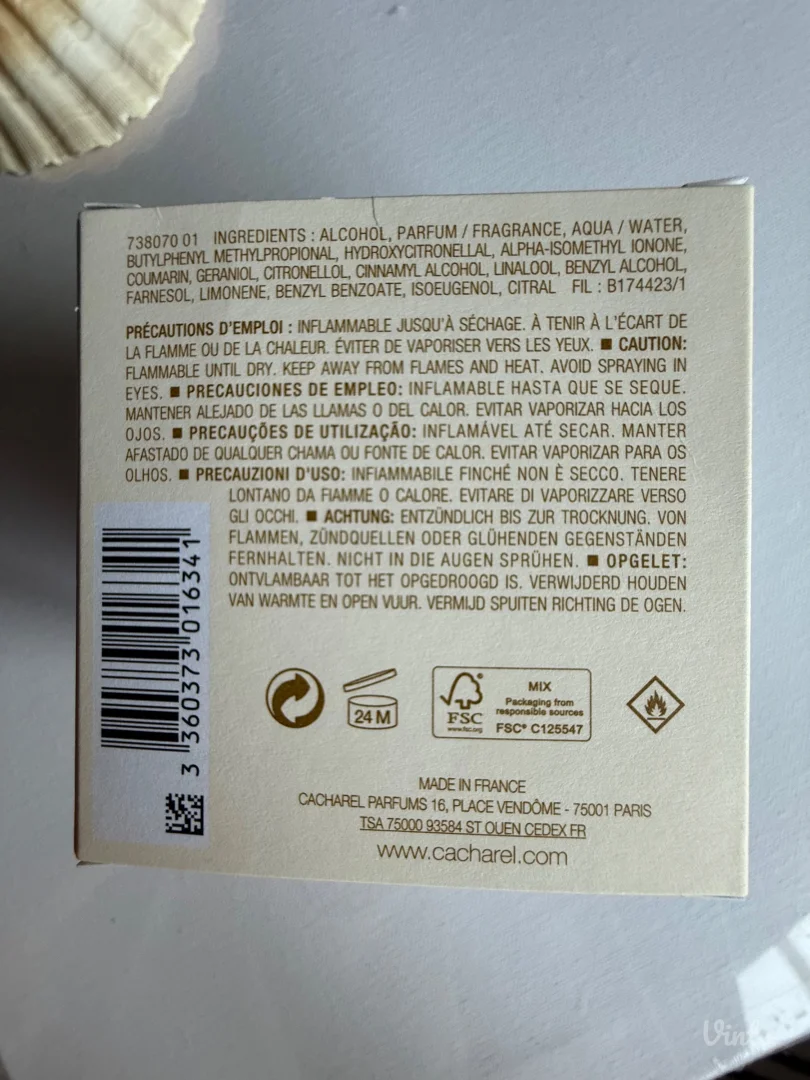 738070 01 INGREDIENTS : ALCOHOL, PARFUM / FRAGRANCE, AQUA / WATER,
BUTYLPHENYL METHYLPROPIONAL, HYDROXYCITRONELLAL, ALPHA-ISOMETHYL IONONE,
COUMARIN, GERANIOL, CITRONELLOL, CINNAMYL ALCOHOL, LINALOOL, BENZYL ALCOHOL,
FARNESOL, LIMONENE, BENZYL BENZOATE, ISOEUGENOL, CITRAL FIL : B174423/1
PRÉCAUTIONS D'EMPLOI : INFLAMMABLE JUSQU'À SÉCHAGE. À TENIR À L'ÉCART DE
LA FLAMME OU DE LA CHALEUR. ÉVITER DE VAPORISER VERS LES YEUX. ■ CAUTION:
FLAMMABLE UNTIL DRY. KEEP AWAY FROM FLAMES AND HEAT. AVOID SPRAYING IN
EYES. ■ PRECAUCIONES DE EMPLEO: INFLAMABLE HASTA QUE SE SEQUE.
MANTENER ALEJADO DE LAS LLAMAS O DEL CALOR. EVITAR VAPORIZAR HACIA LOS
OJOS. ■ PRECAUÇÕES DE UTILIZAÇÃO: INFLAMÁVEL ATÉ SECAR. MANTER
AFASTADO DE QUALQUER CHAMA OU FONTE DE CALOR. EVITAR VAPORIZAR PARA OS
OLHOS. ■ PRECAUZIONI D'USO: INFIAMMABILE FINCHÉ NON È SECCO. TENERE
LONTANO DA FIAMME O CALORE. EVITARE DI VAPORIZZARE VERSO
GLI OCCHI. ■ ACHTUNG: ENTZÜNDLICH BIS ZUR TROCKNUNG. VON
FLAMMEN, ZÜNDQUELLEN ODER GLÜHENDEN GEGENSTÄNDEN
FERNHALTEN. NICHT IN DIE AUGEN SPRÜHEN. ■ OPGELET:
ONTVLAMBAAR TOT HET OPGEDROOGD IS. VERWIJDERD HOUDEN
VAN WARMTE EN OPEN VUUR. VERMIJD SPUITEN RICHTING DE OGEN.
3 360373 016341
24 M
FSC
www.fsc.org
MIX
Packaging from
responsible sources
FSC® C125547
MADE IN FRANCE
CACHAREL PARFUMS 16, PLACE VENDÔME - 75001 PARIS
TSA 75000 93584 ST OUEN CEDEX FR
www.cacharel.com